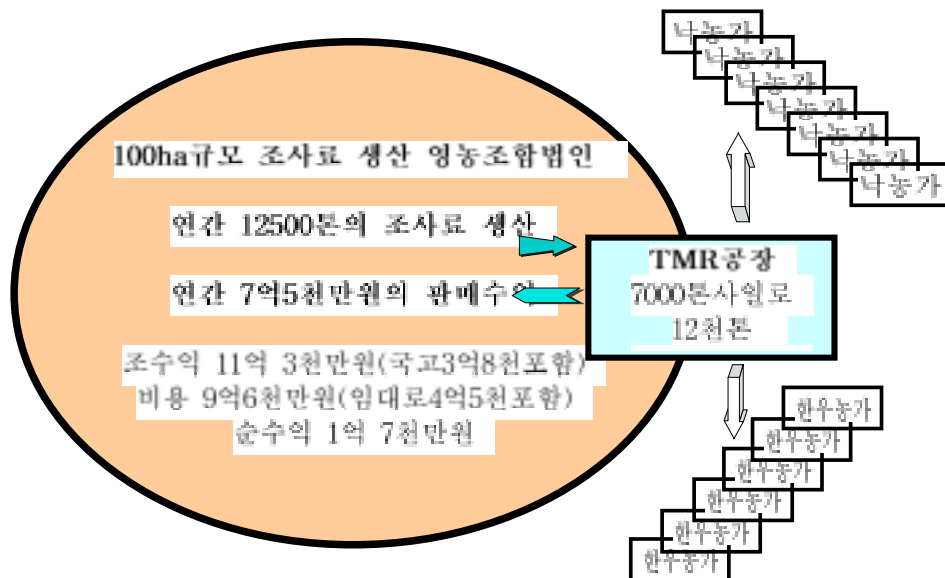 100ha규모 조사료 생산 영농조합법인
연간 12500톤의 조사료 생산
연간 7억5천만원의 판매수익
조수익 11억 3천만원(국고3억8천포함)
비용 9억6천만원(임대로4억5천포함)
순수익 1억 7천만원
TMR공장
7000톤사일로
12천톤
낙농가
낙농가
낙농가
낙농가
낙농가
낙농가
낙농가
한우농가
한우농가
한우농가
한우농가
한우농가
한우농가